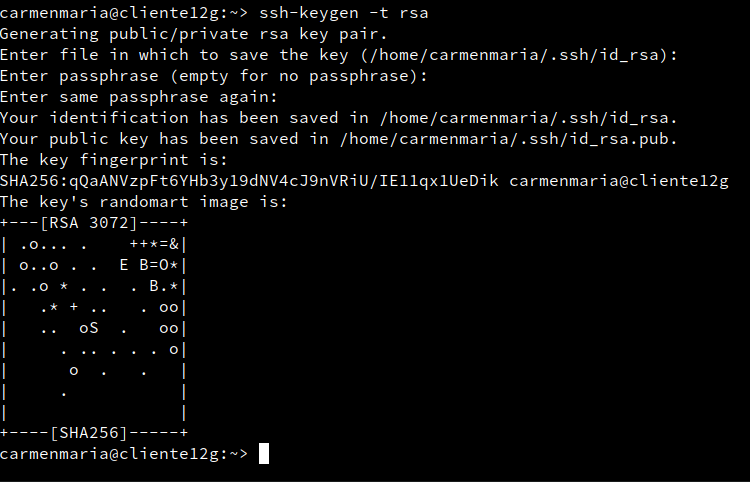 carmenmaria@cliente12g:~> ssh-keygen -t rsa
Generating public/private rsa key pair.
Enter file in which to save the key (/home/carmenmaria/.ssh/id_rsa):
Enter passphrase (empty for no passphrase):
Enter same passphrase again:
Your identification has been saved in /home/carmenmaria/.ssh/id_rsa.
Your public key has been saved in /home/carmenmaria/.ssh/id_rsa.pub.
The key fingerprint is:
SHA256:qQaANVzpFt6YHb3y19dNV4cJ9nVRiU/IE11qx1UeDik carmenmaria@cliente12g
The key's randomart image is:
+---[RSA 3072]----+
| .o... .    ++*=&|
| o..o . .  E B=O*|
|. .o * . .  . B.*|
|   .* + ..   . oo|
|   ..  oS  .   oo|
|     . .. . . . o|
|      o  .   .   |
|     .           |
|                 |
+----[SHA256]-----+
carmenmaria@cliente12g:~>